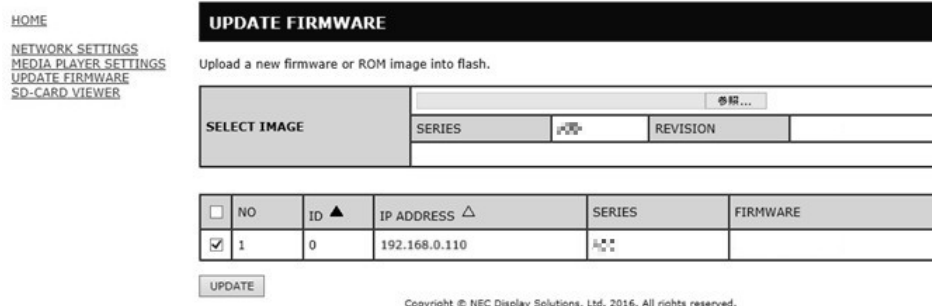 HOME
NETWORK SETTINGS
MEDIA PLAYER SETTINGS
UPDATE FIRMWARE
SD-CARD VIEWER
UPDATE FIRMWARE
Upload a new firmware or ROM image into flash.
参照...
SELECT IMAGE
SERIES
REVISION
NO
ID ▲
IP ADDRESS △
SERIES
FIRMWARE
1
0
192.168.0.110
UPDATE
Copyright © NEC Display Solutions, Ltd. 2016. All rights reserved.